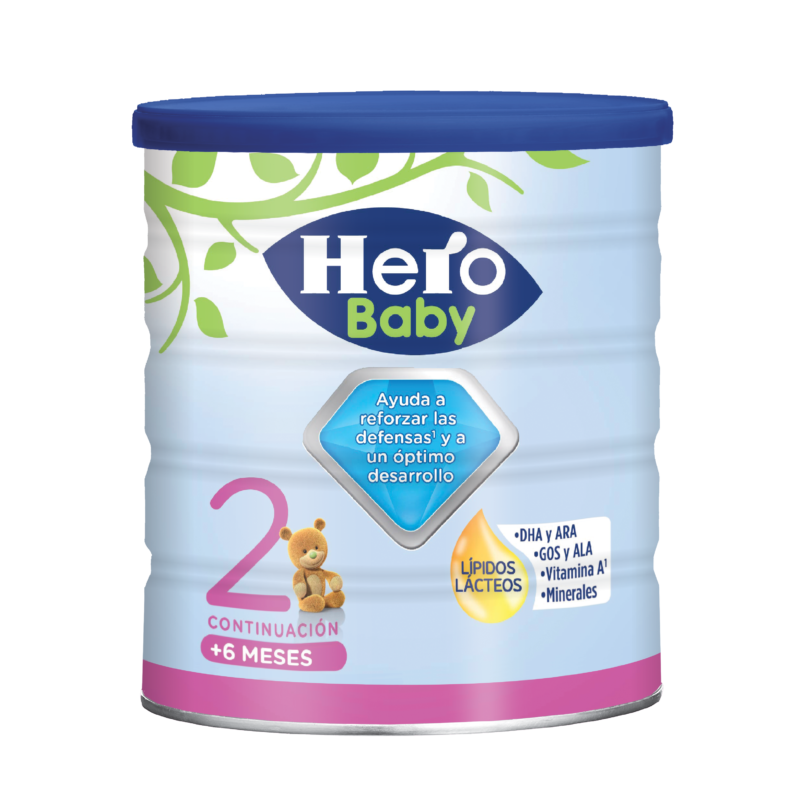 Hero
Baby
Ayuda a
reforzar las
defensas¹ y a
un óptimo
desarrollo
2
CONTINUACIÓN
+6 MESES
LÍPIDOS
LÁCTEOS
•DHA y ARA
•GOS y ALA
•Vitamina A¹
•Minerales